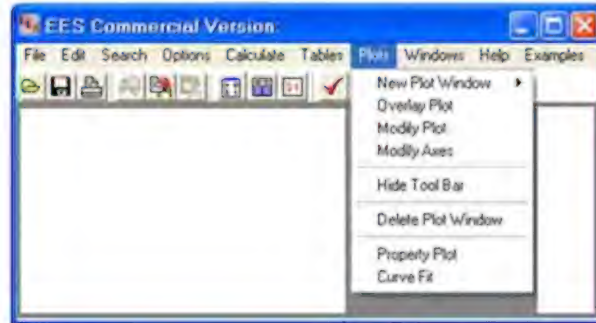 EES Commercial Version:
File Edit Search Options Calculate Tables Plots Windows Help Examples
New Plot Window
Overlay Plot
Modify Plot
Modify Axes
Hide Tool Bar
Delete Plot Window
Property Plot
Curve Fit